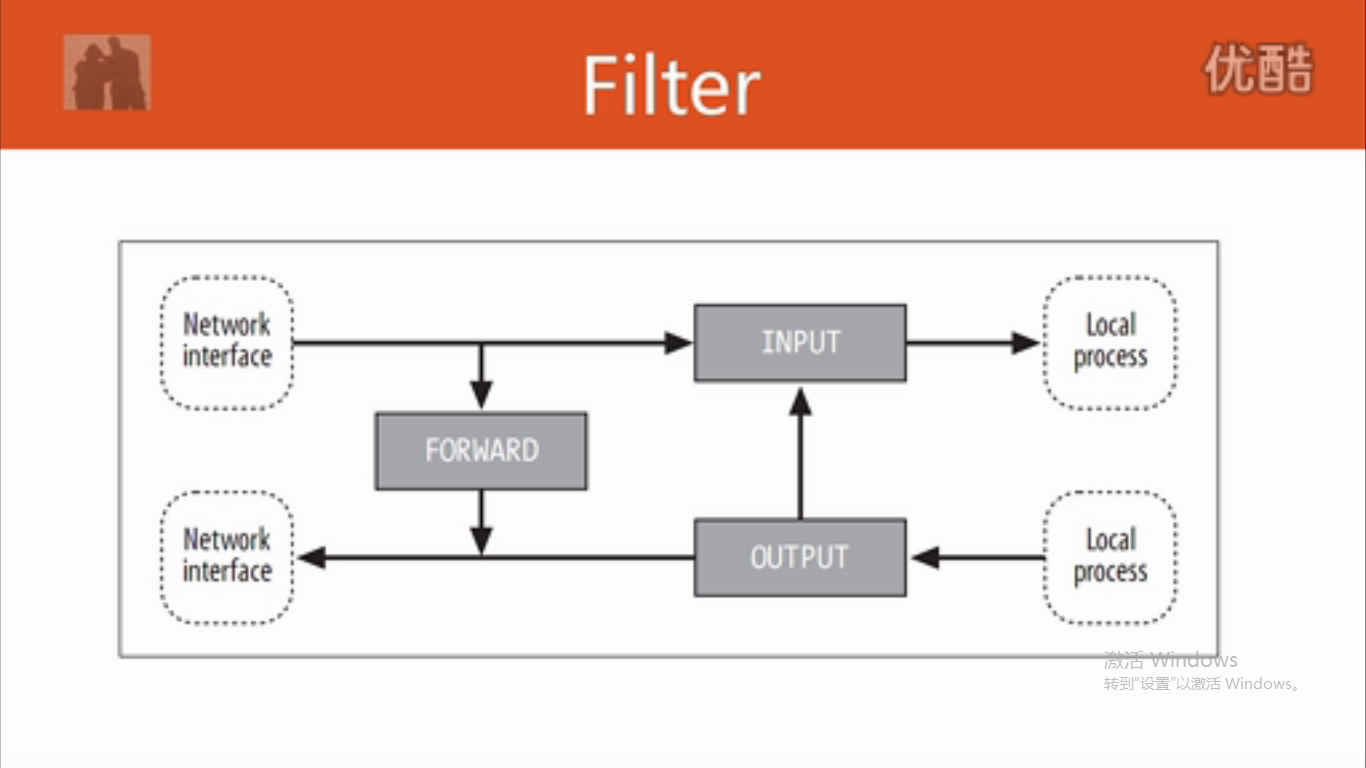 Filter
优酷
Network
interface
INPUT
Local
process
FORWARD
Network
interface
OUTPUT
Local
process
激活 Windows
转到"设置"以激活 Windows。